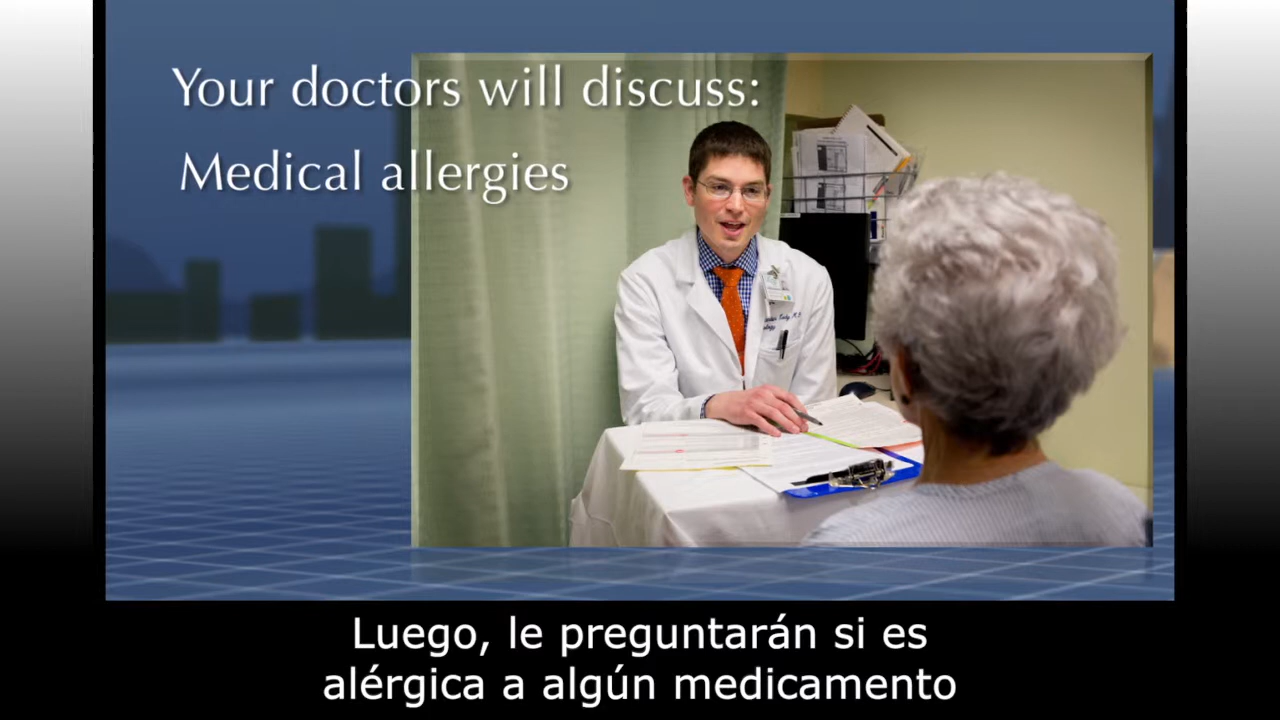 Your doctors will discuss:
Medical allergies
Luego, le preguntarán si es
alérgica a algún medicamento